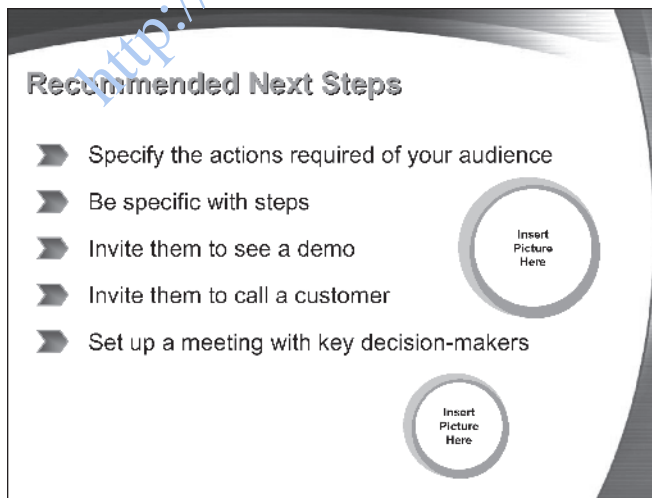 http:/
Recommended Next Steps
Specify the actions required of your audience
Be specific with steps
Invite them to see a demo
Invite them to call a customer
Set up a meeting with key decision-makers
Insert
Picture
Here
Insert
Picture
Here